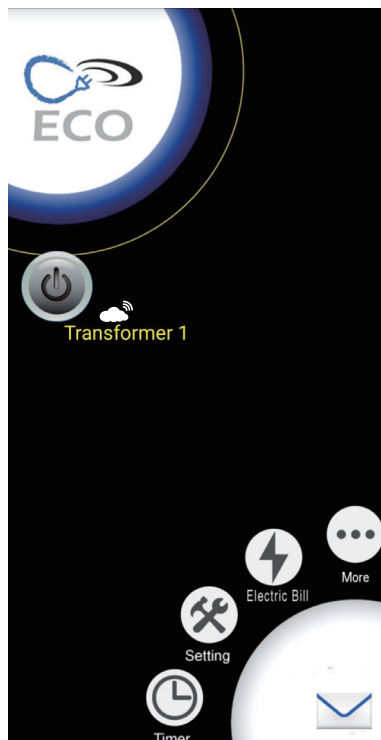 ECO
Transformer 1
More
Electric Bill
Setting
Timer